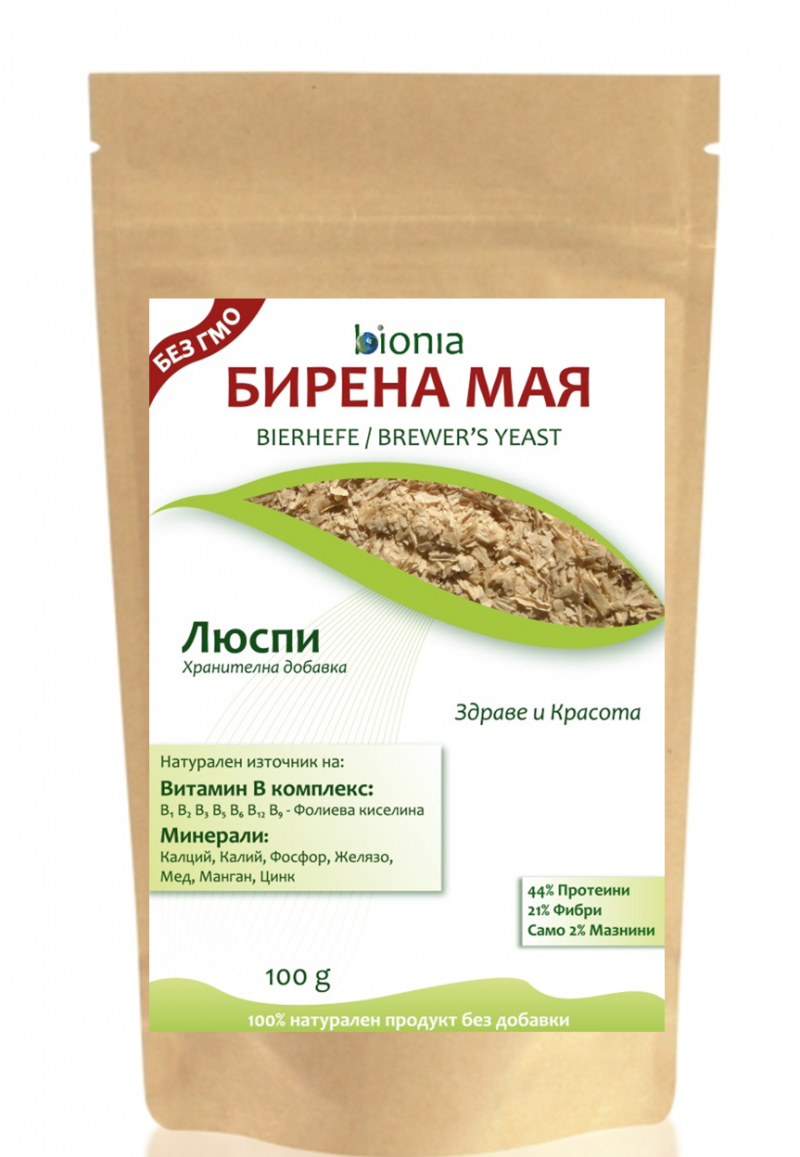 БЕЗ ГМО
bionia
БИРЕНА МАЯ
BIERHEFE / BREWER'S YEAST
Люспи
Хранителна добавка
Здраве и Красота
Натурален източник на:
Витамин В комплекс:
B₁ B₂ B₃ B₅ B₆ B₁₂ B₉ - Фолиева киселина
Минерали:
Калций, Калий, Фосфор, Желязо,
Мед, Манган, Цинк
44% Протеини
21% Фибри
Само 2% Мазнини
100 g
100% натурален продукт без добавки